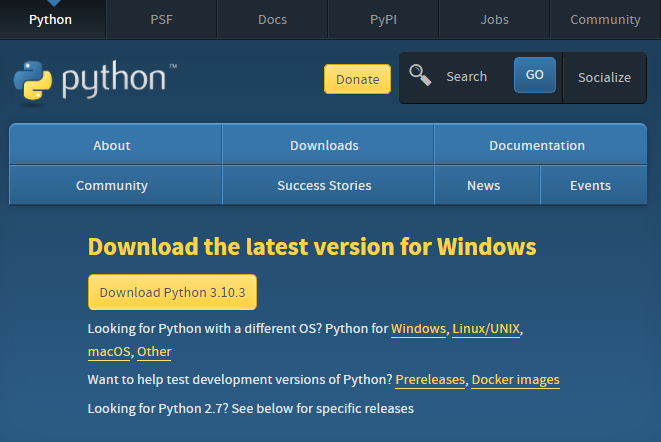 Python PSF Docs PyPI Jobs Community
python™ Donate Search GO Socialize
About Downloads Documentation
Community Success Stories News Events
Download the latest version for Windows
Download Python 3.10.3
Looking for Python with a different OS? Python for Windows, Linux/UNIX,
macOS, Other
Want to help test development versions of Python? Prereleases, Docker images
Looking for Python 2.7? See below for specific releases